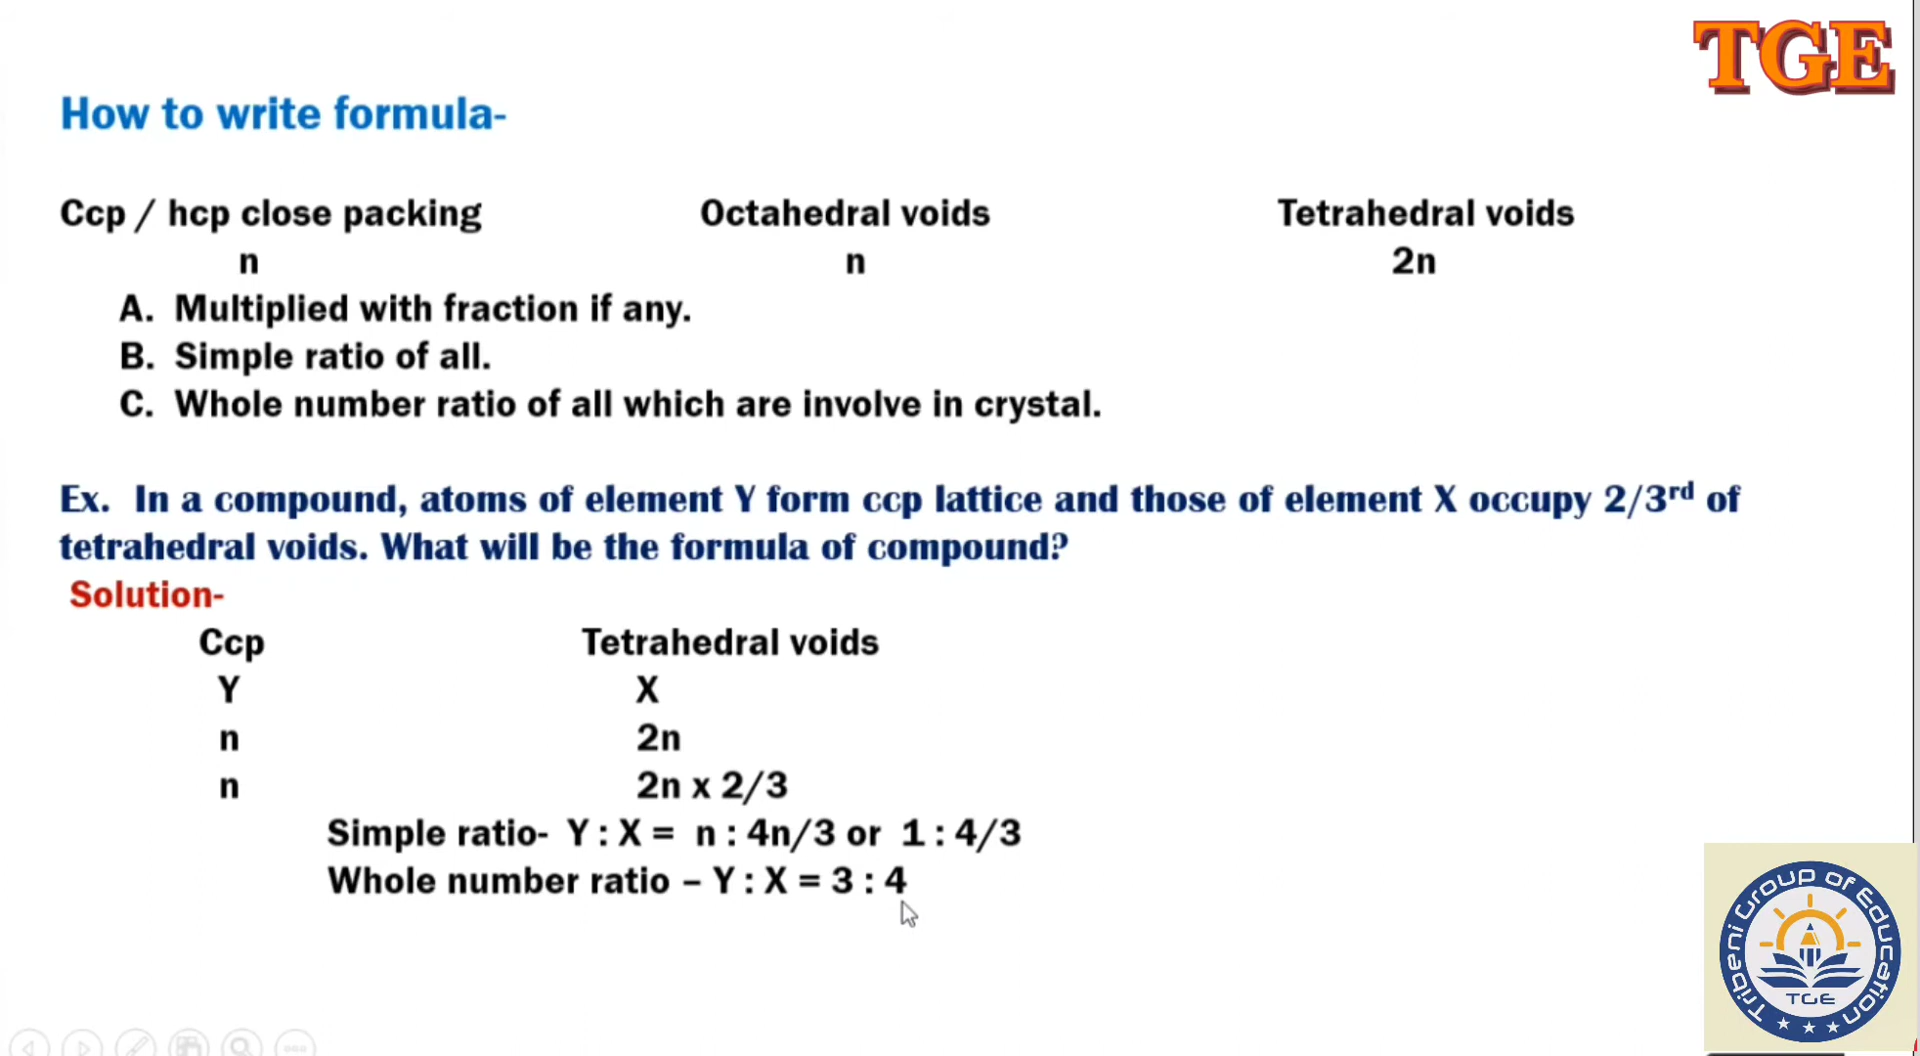 TGE
How to write formula-
Ccp / hcp close packing Octahedral voids Tetrahedral voids
n n 2n
A. Multiplied with fraction if any.
B. Simple ratio of all.
C. Whole number ratio of all which are involve in crystal.
Ex. In a compound, atoms of element Y form ccp lattice and those of element X occupy 2/3rd of
tetrahedral voids. What will be the formula of compound?
Solution-
Ccp Tetrahedral voids
Y X
n 2n
n 2n x 2/3
Simple ratio- Y : X = n : 4n/3 or 1 : 4/3
Whole number ratio – Y : X = 3 : 4
Tribeni Group of Education
TGE